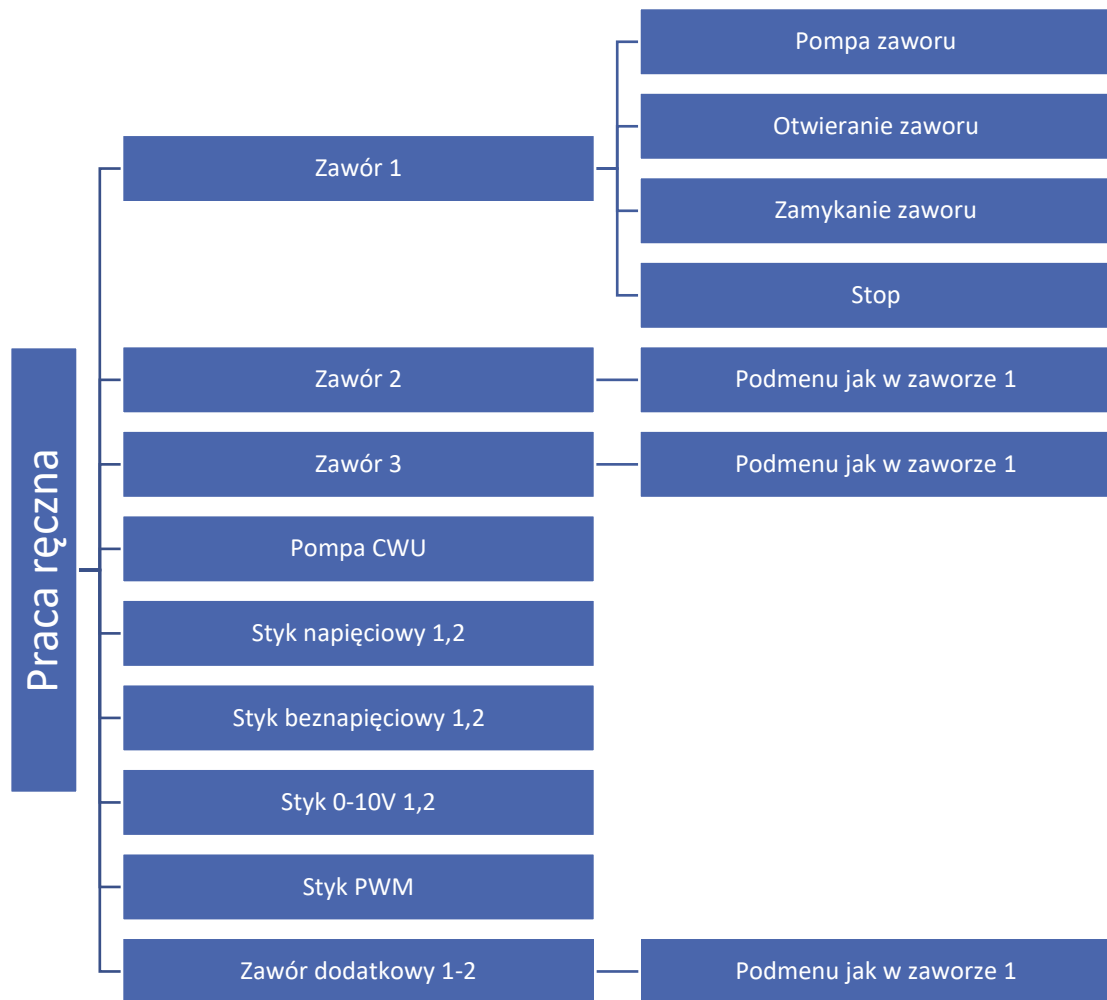 Praca ręczna
Zawór 1
Pompa zaworu
Otwieranie zaworu
Zamykanie zaworu
Stop
Zawór 2
Podmenu jak w zaworze 1
Zawór 3
Podmenu jak w zaworze 1
Pompa CWU
Styk napięciowy 1,2
Styk beznapięciowy 1,2
Styk 0-10V 1,2
Styk PWM
Zawór dodatkowy 1-2
Podmenu jak w zaworze 1